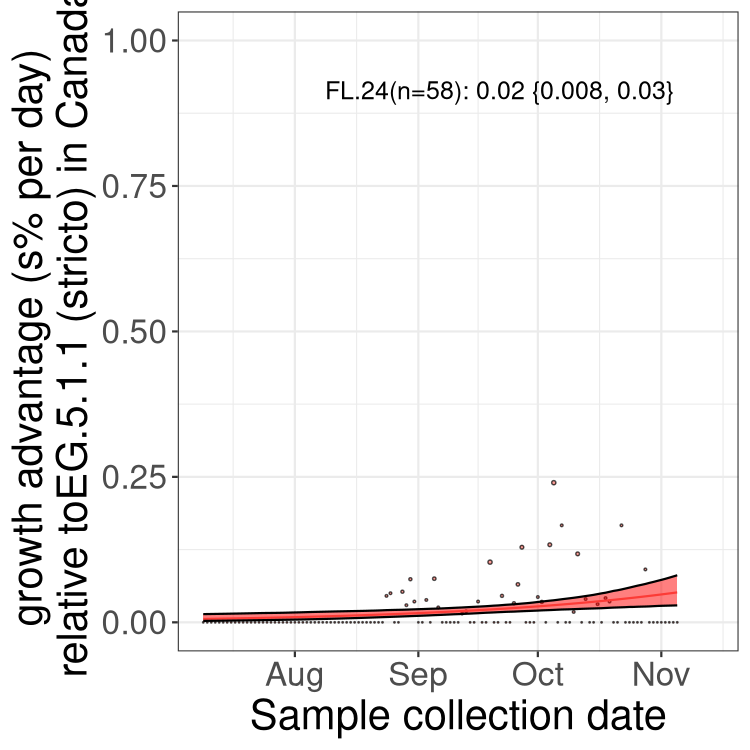 growth advantage (s% per day)
relative toEG.5.1.1 (stricto) in Canada
1.00
0.75
0.50
0.25
0.00
FL.24(n=58): 0.02 {0.008, 0.03}
Aug Sep Oct Nov
Sample collection date